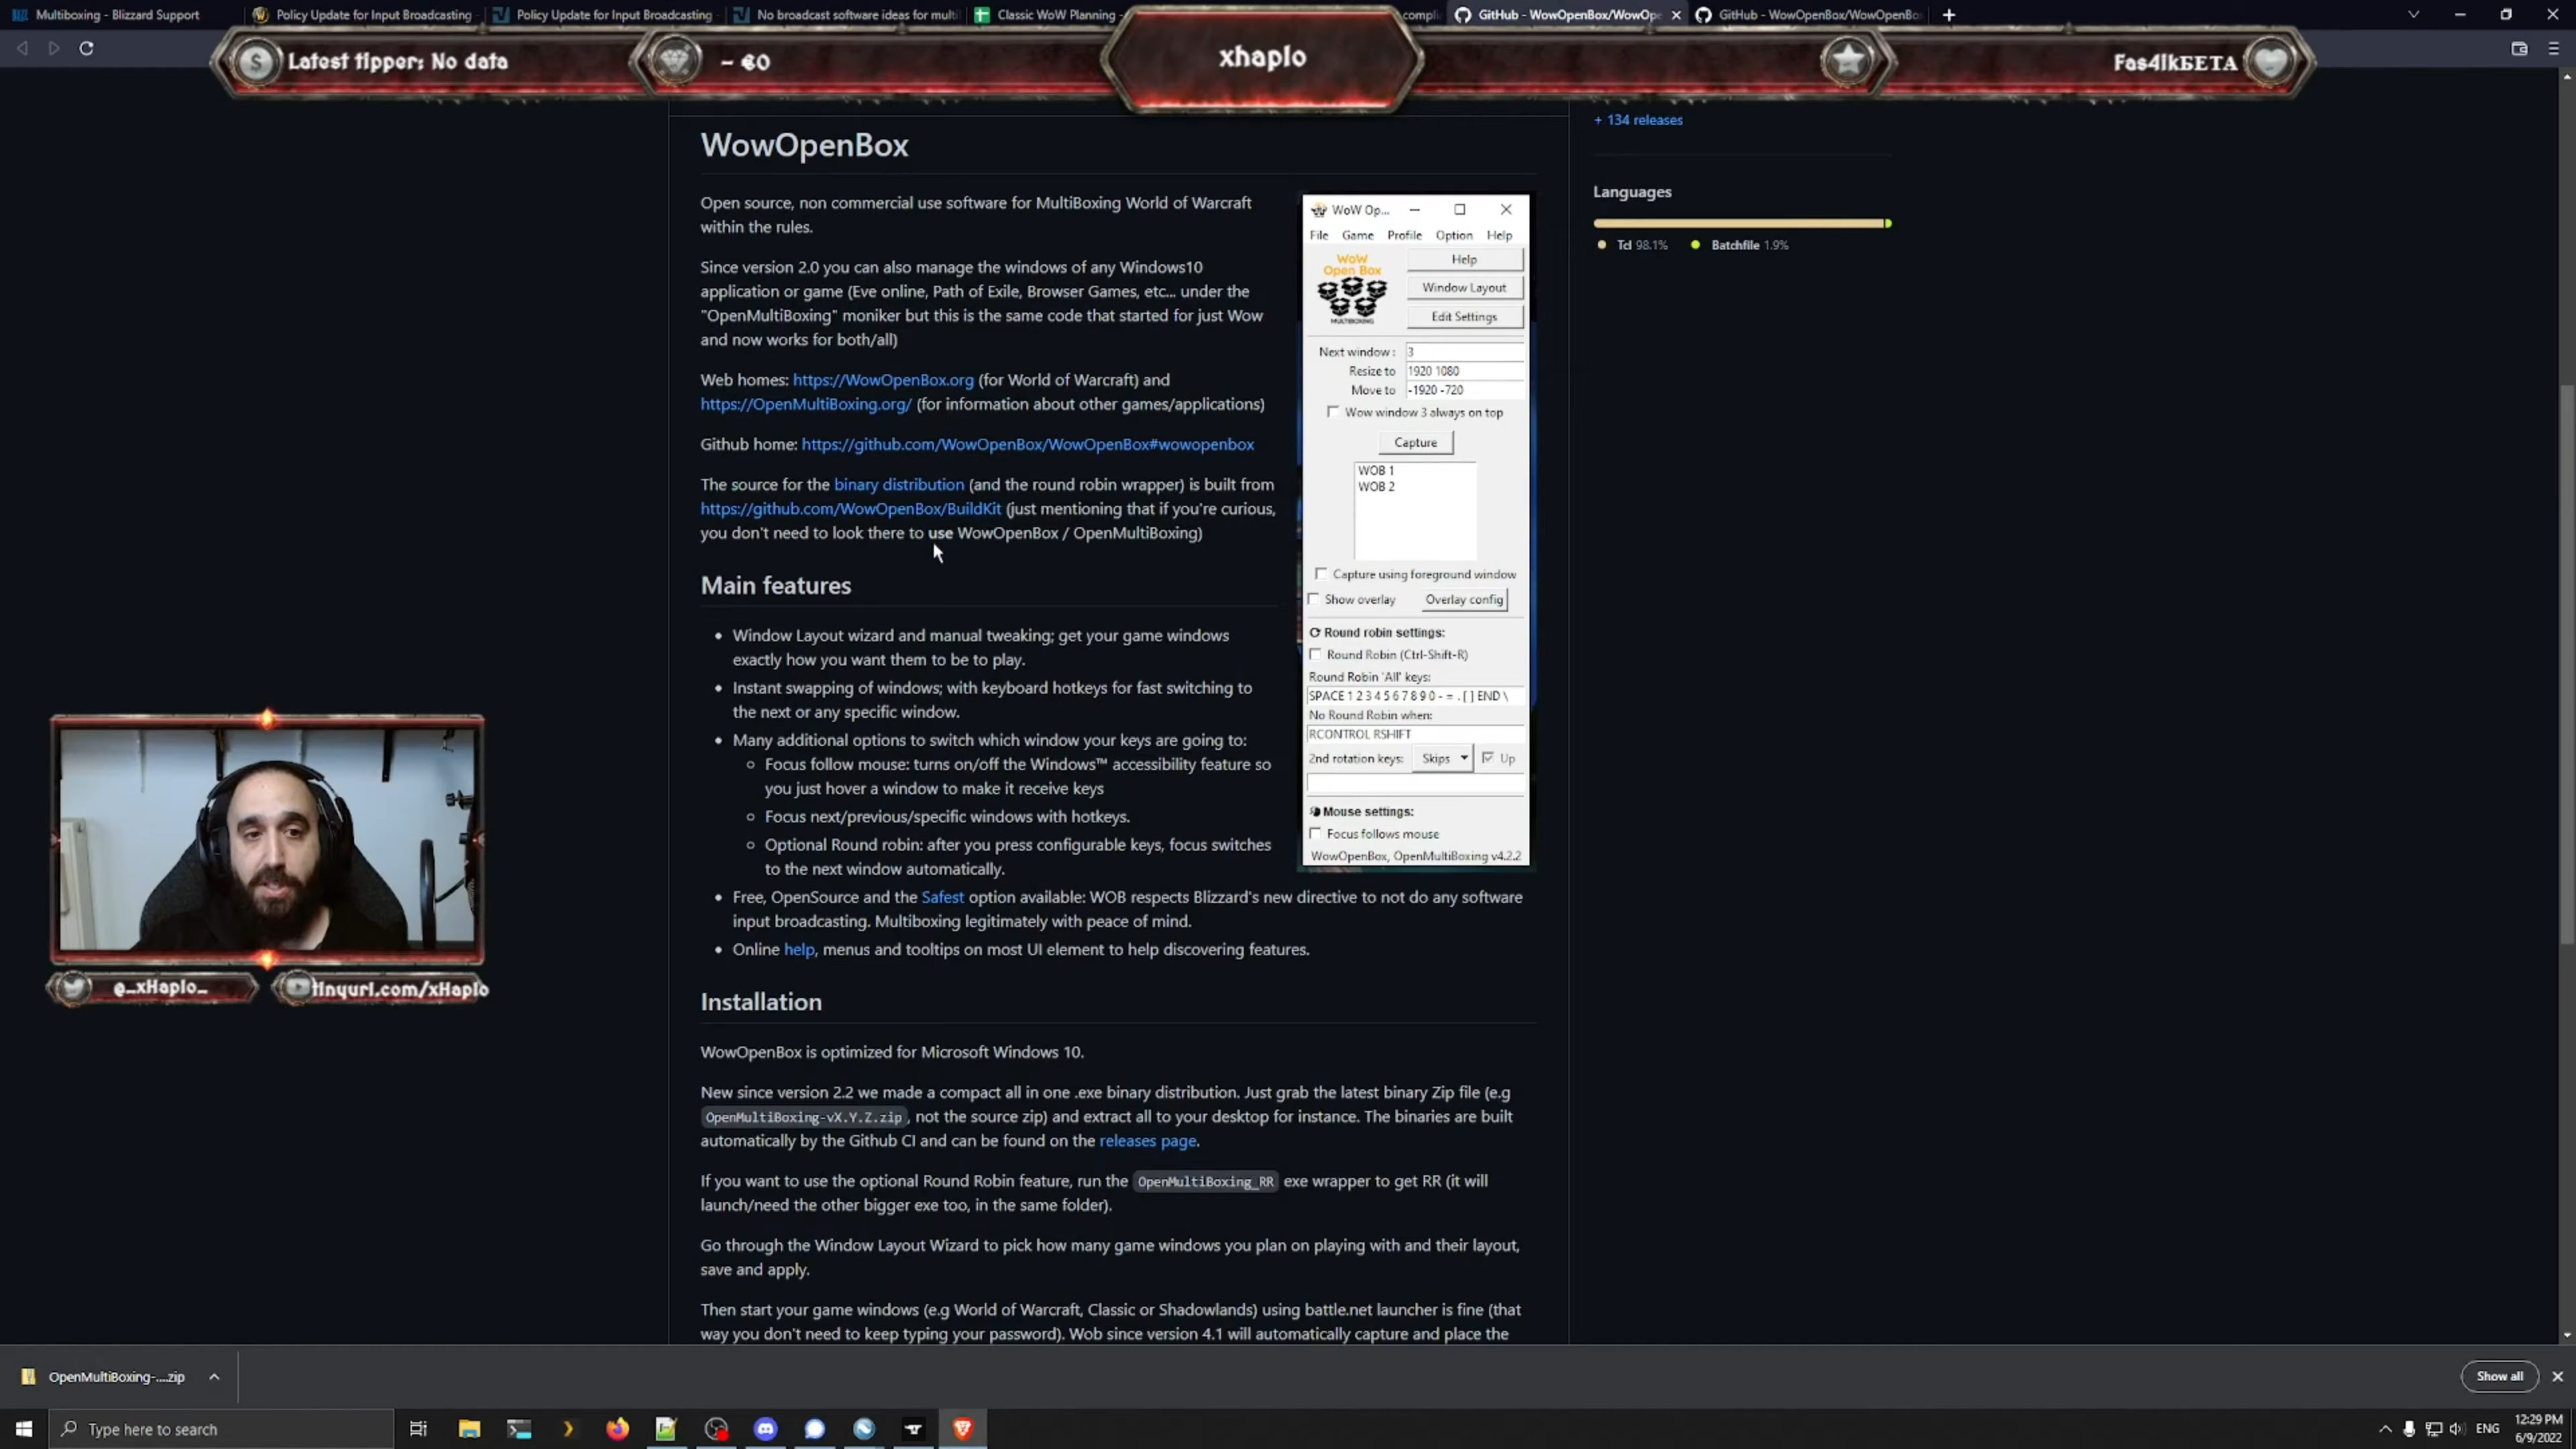 Multiboxing - Blizzard Support
Policy Update for Input Broadcasting
Policy Update for Input Broadcasting
No broadcast software ideas for multi
Classic WoW Planning -
compli
GitHub - WowOpenBox/WowOpe
GitHub - WowOpenBox/WowOpenBo
Latest tipper: No data
- €0
xhaplo
Fas4lkБЕТА
+ 134 releases
WowOpenBox
Open source, non commercial use software for MultiBoxing World of Warcraft
within the rules.
Since version 2.0 you can also manage the windows of any Windows10
application or game (Eve online, Path of Exile, Browser Games, etc... under the
"OpenMultiBoxing" moniker but this is the same code that started for just Wow
and now works for both/all)
Web homes: https://WowOpenBox.org (for World of Warcraft) and
https://OpenMultiBoxing.org/ (for information about other games/applications)
Github home: https://github.com/WowOpenBox/WowOpenBox#wowopenbox
The source for the binary distribution (and the round robin wrapper) is built from
https://github.com/WowOpenBox/BuildKit (just mentioning that if you're curious,
you don't need to look there to use WowOpenBox / OpenMultiBoxing)
Main features
• Window Layout wizard and manual tweaking; get your game windows
exactly how you want them to be to play.
• Instant swapping of windows; with keyboard hotkeys for fast switching to
the next or any specific window.
• Many additional options to switch which window your keys are going to:
Focus follow mouse: turns on/off the Windows™ accessibility feature so
you just hover a window to make it receive keys
Focus next/previous/specific windows with hotkeys.
Optional Round robin: after you press configurable keys, focus switches
to the next window automatically.
• Free, OpenSource and the Safest option available: WOB respects Blizzard's new directive to not do any software
input broadcasting. Multiboxing legitimately with peace of mind.
• Online help, menus and tooltips on most UI element to help discovering features.
Installation
WowOpenBox is optimized for Microsoft Windows 10.
New since version 2.2 we made a compact all in one .exe binary distribution. Just grab the latest binary Zip file (e.g
OpenMultiBoxing-vX.Y.Z.zip, not the source zip) and extract all to your desktop for instance. The binaries are built
automatically by the Github CI and can be found on the releases page.
If you want to use the optional Round Robin feature, run the OpenMultiBoxing_RR exe wrapper to get RR (it will
launch/need the other bigger exe too, in the same folder).
Go through the Window Layout Wizard to pick how many game windows you plan on playing with and their layout,
save and apply.
Then start your game windows (e.g World of Warcraft, Classic or Shadowlands) using battle.net launcher is fine (that
way you don't need to keep typing your password). Wob since version 4.1 will automatically capture and place the
WoW Op...
File Game Profile Option Help
WoW
Open Box
MULTIBOXING
Help
Window Layout
Edit Settings
Next window : 3
Resize to 1920 1080
Move to -1920 -720
Wow window 3 always on top
Capture
WOB 1
WOB 2
Capture using foreground window
Show overlay Overlay config
Round robin settings:
Round Robin (Ctrl-Shift-R)
Round Robin 'All' keys:
SPACE 1 2 3 4 5 6 7 8 9 0 - = . [ ] END \
No Round Robin when:
RCONTROL RSHIFT
2nd rotation keys: Skips Up
Mouse settings:
Focus follows mouse
WowOpenBox, OpenMultiBoxing v4.2.2
Languages
Tcl 98.1% Batchfile 1.9%
@_xHaplo_
tinyurl.com/xHaplo
OpenMultiBoxing-....zip
Show all
Type here to search
ENG
12:29 PM
6/9/2022